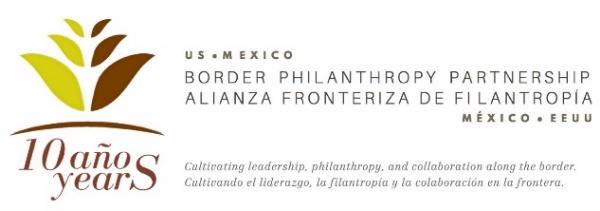 US • MEXICO
BORDER PHILANTHROPY PARTNERSHIP
ALIANZA FRONTERIZA DE FILANTROPÍA
MÉXICO • EEUU
10 años
years
Cultivating leadership, philanthropy, and collaboration along the border.
Cultivando el liderazgo, la filantropía y la colaboración en la frontera.